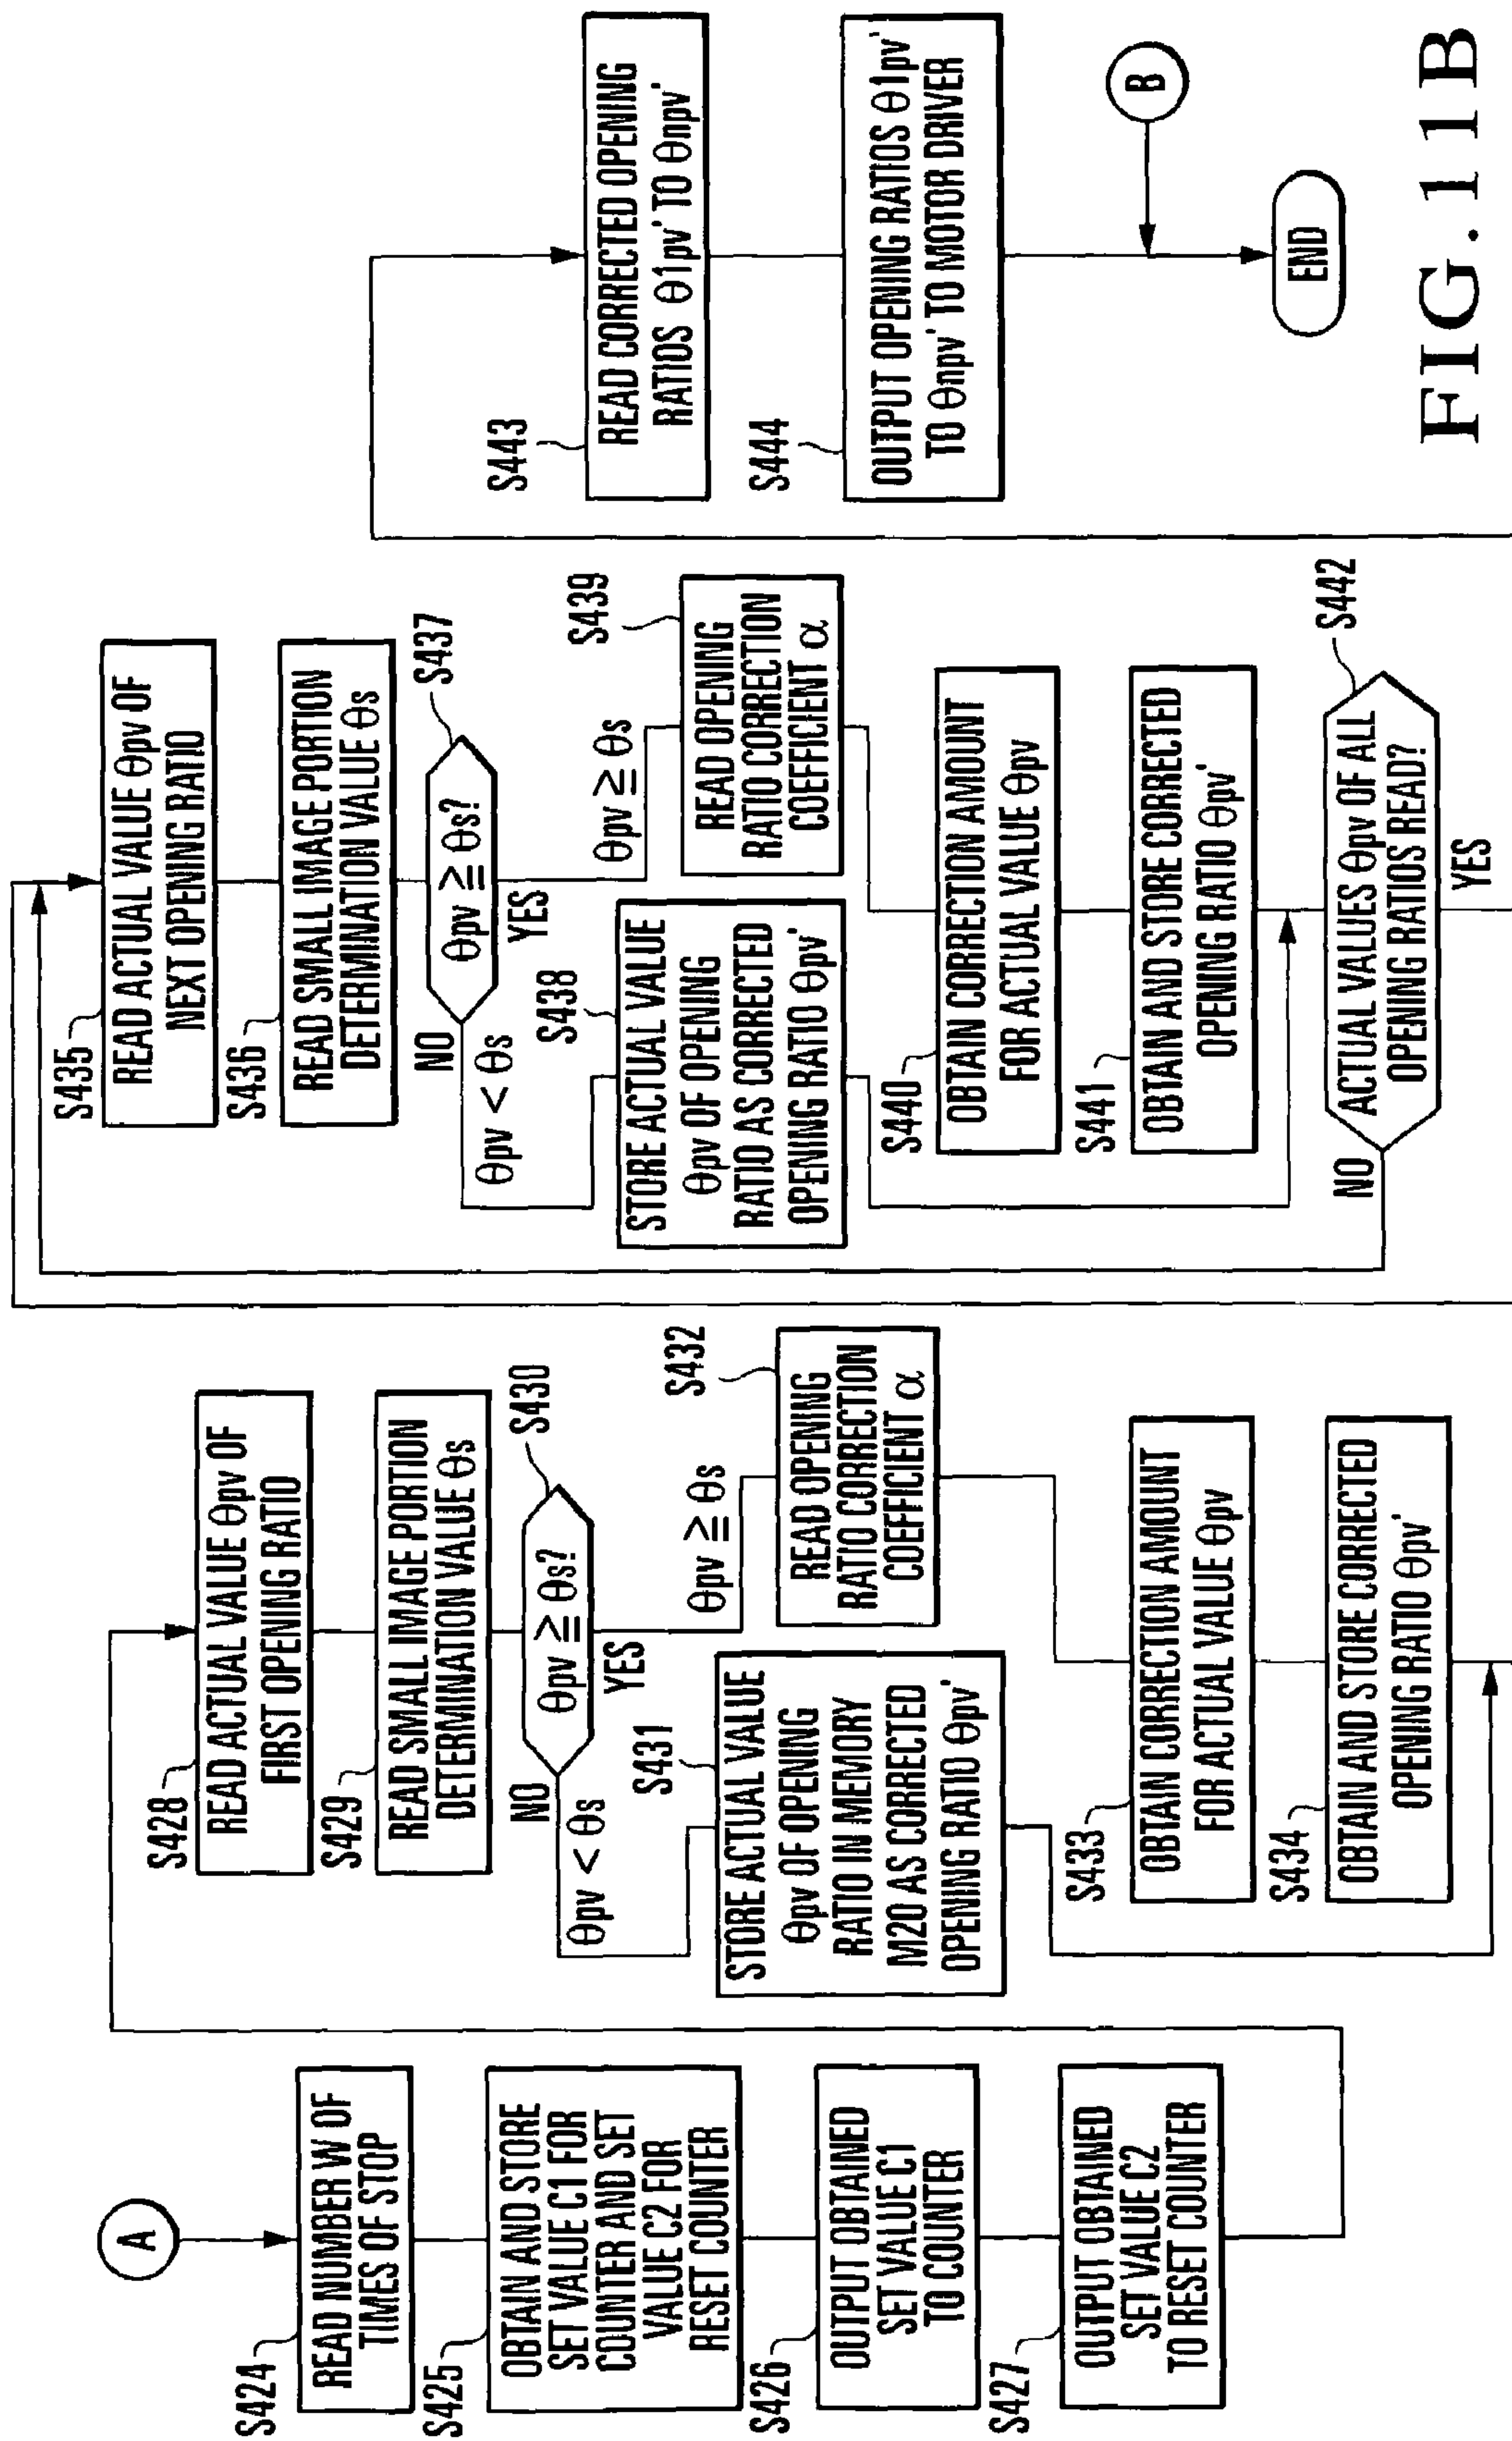 A
S424
READ NUMBER W OF
TIMES OF STOP
S425
OBTAIN AND STORE
SET VALUE C1 FOR
COUNTER AND SET
VALUE C2 FOR
RESET COUNTER
S426
OUTPUT OBTAINED
SET VALUE C1
TO COUNTER
S427
OUTPUT OBTAINED
SET VALUE C2
TO RESET COUNTER
S428
READ ACTUAL VALUE θpv OF
FIRST OPENING RATIO
S429
READ SMALL IMAGE PORTION
DETERMINATION VALUE θs
S430
θpv ≧ θs?
NO
YES
θpv < θs
θpv ≧ θs
S431
STORE ACTUAL VALUE
θpv OF OPENING
RATIO IN MEMORY
M20 AS CORRECTED
OPENING RATIO θpv'
S432
READ OPENING
RATIO CORRECTION
COEFFICIENT α
S433
OBTAIN CORRECTION AMOUNT
FOR ACTUAL VALUE θpv
S434
OBTAIN AND STORE CORRECTED
OPENING RATIO θpv'
S435
READ ACTUAL VALUE θpv OF
NEXT OPENING RATIO
S436
READ SMALL IMAGE PORTION
DETERMINATION VALUE θs
S437
θpv ≧ θs?
NO
YES
θpv < θs
θpv ≧ θs
S438
STORE ACTUAL VALUE
θpv OF OPENING
RATIO AS CORRECTED
OPENING RATIO θpv'
S439
READ OPENING
RATIO CORRECTION
COEFFICIENT α
S440
OBTAIN CORRECTION AMOUNT
FOR ACTUAL VALUE θpv
S441
OBTAIN AND STORE CORRECTED
OPENING RATIO θpv'
S442
ACTUAL VALUES θpv OF ALL
OPENING RATIOS READ?
NO
YES
S443
READ CORRECTED OPENING
RATIOS θ1pv' TO θnpv'
S444
OUTPUT OPENING RATIOS θ1pv'
TO θnpv' TO MOTOR DRIVER
B
END
FIG. 11B